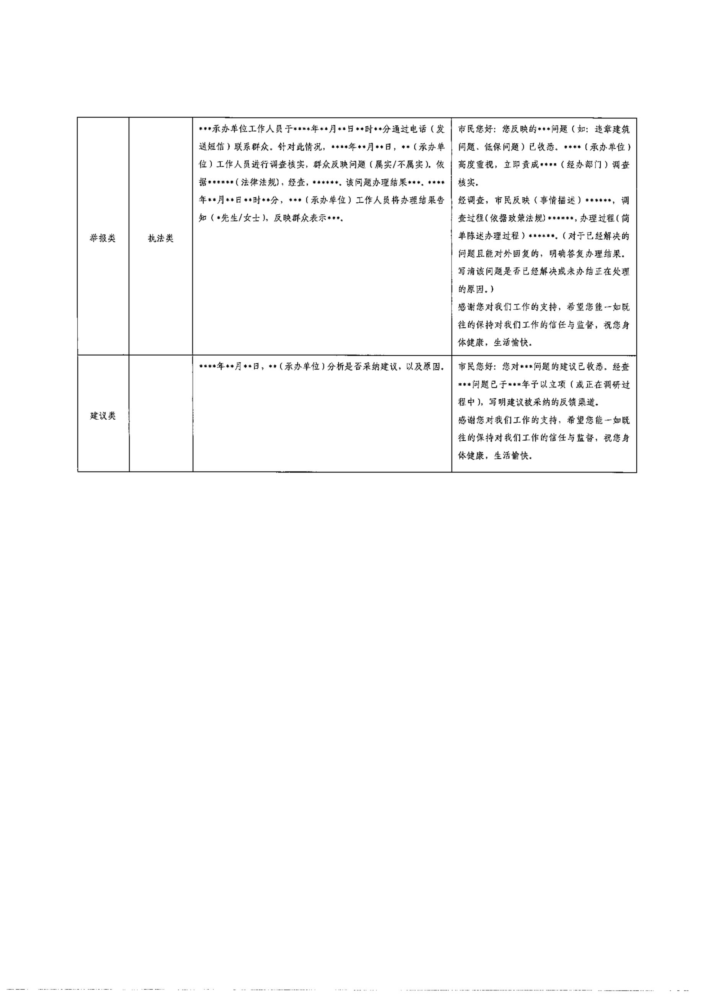 举报类
执法类
***承办单位工作人员于****年**月**日**时**分通过电话（发
送短信）联系群众。针对此情况，****年**月**日，**（承办单
位）工作人员进行调查核实，群众反映问题（属实/不属实）。依
据******（法律法规），经查，******。该问题办理结果***。****
年**月**日**时**分，***（承办单位）工作人员将办理结果告
知（*先生/女士），反映群众表示***。
市民您好：您反映的***问题（如：违章建筑
问题、低保问题）已收悉。****（承办单位）
高度重视，立即责成****（经办部门）调查
核实。
经调查，市民反映（事情描述）******，调
查过程（依据政策法规）******，办理过程（简
单陈述办理过程）******。（对于已经解决的
问题且能对外回复的，明确答复办理结果。
写清该问题是否已经解决或未办结正在处理
的原因。）
感谢您对我们工作的支持，希望您能一如既
往的保持对我们工作的信任与监督，祝您身
体健康，生活愉快。
建议类
****年**月**日，**（承办单位）分析是否采纳建议，以及原因。
市民您好：您对***问题的建议已收悉。经查
***问题已于***年予以立项（或正在调研过
程中），写明建议被采纳的反馈渠道。
感谢您对我们工作的支持，希望您能一如既
往的保持对我们工作的信任与监督，祝您身
体健康，生活愉快。